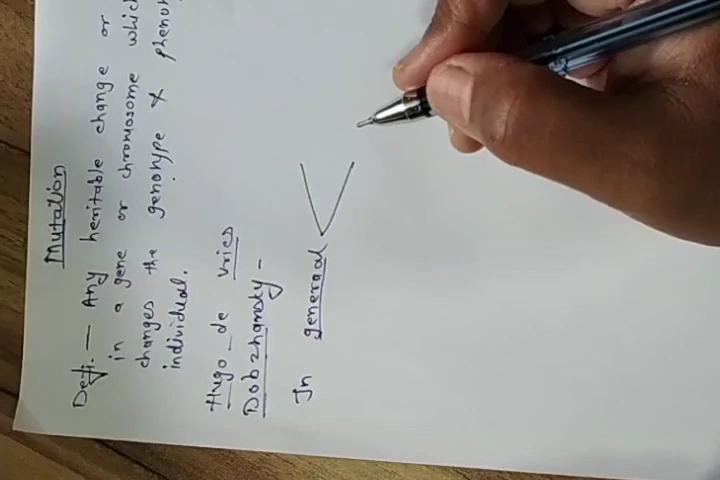 Mutation
Defi. — Any heritable change or
in a gene or chromosome which
changes the genotype & phenot
individual.
Hugo de vries
Dobzhansky -
In general